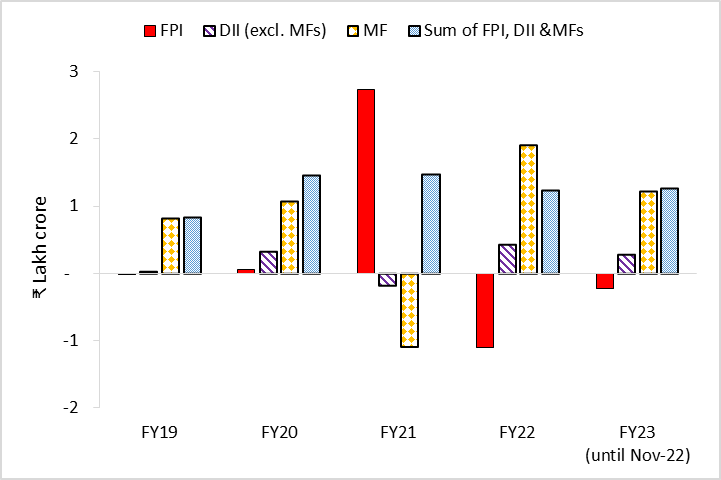 FPI DII (excl. MFs) MF Sum of FPI, DII &MFs
3
2
1
-
-1
-2
₹ Lakh crore
FY19 FY20 FY21 FY22 FY23
(until Nov-22)